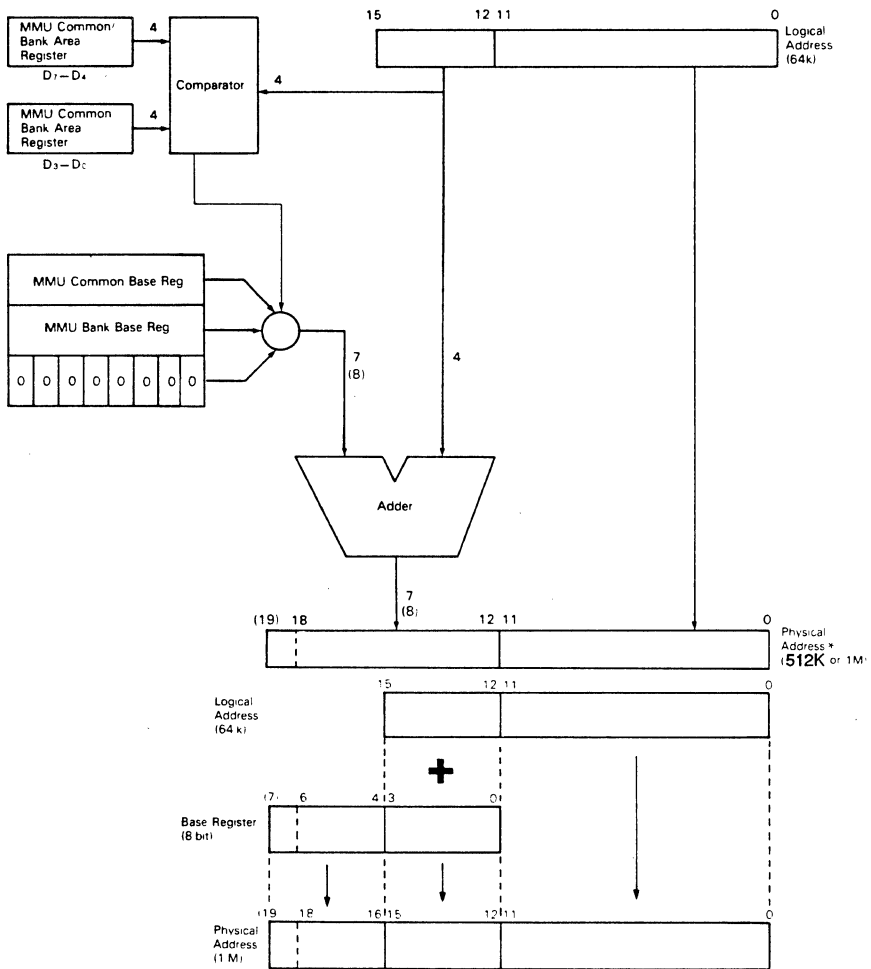 MMU Common/
Bank Area
Register
4
D7–D4
MMU Common
Bank Area
Register
4
D3–D0
Comparator
4
15
12 11
0
Logical
Address
(64k)
MMU Common Base Reg
MMU Bank Base Reg
0 0 0 0 0 0 0 0
7
(8)
4
Adder
7
(8)
(19) 18
12 11
0
Physical
Address *
(512K or 1M)
Logical
Address
(64 k)
15
12 11
0
+
Base Register
(8 bit)
(7) 6
4 3
0
Physical
Address
(1 M)
(19 18
16 15
12 11
0